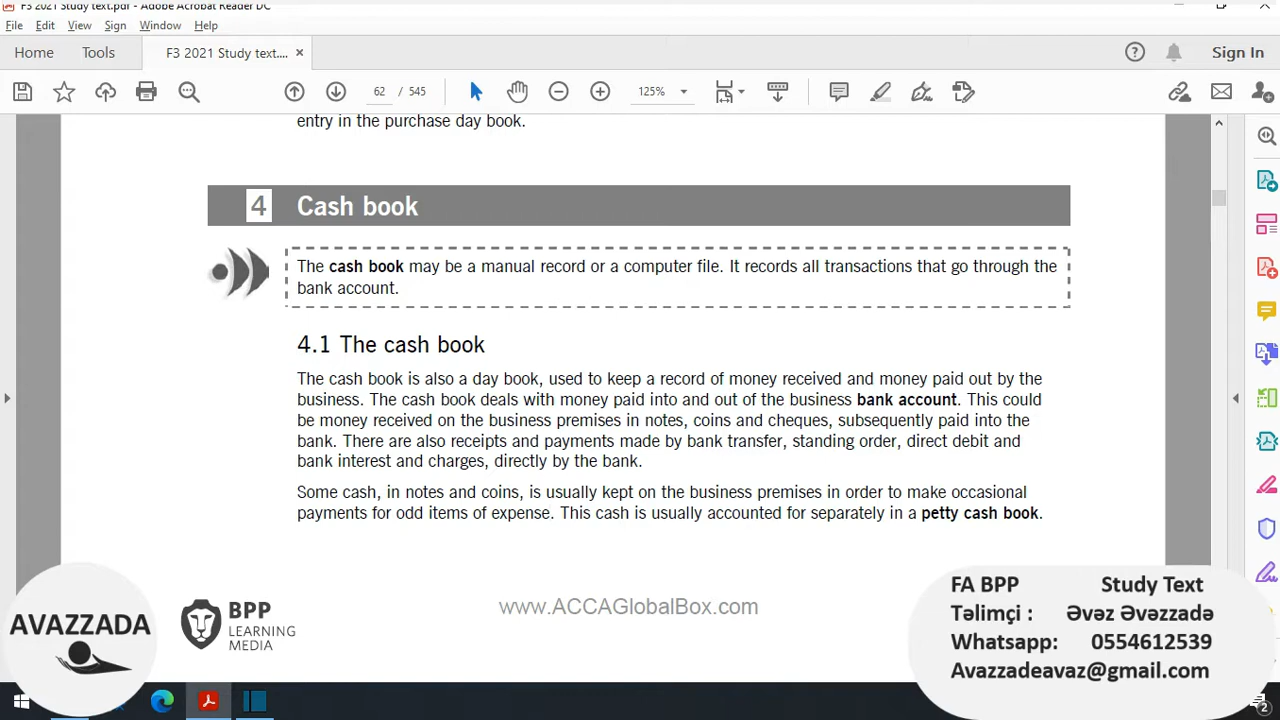 F3 2021 Study text.pdf - Adobe Acrobat Reader DC
File Edit View Sign Window Help
Home Tools F3 2021 Study text.... × Sign In
62 / 545 125%
entry in the purchase day book.
4 Cash book
The cash book may be a manual record or a computer file. It records all transactions that go through the
bank account.
4.1 The cash book
The cash book is also a day book, used to keep a record of money received and money paid out by the
business. The cash book deals with money paid into and out of the business bank account. This could
be money received on the business premises in notes, coins and cheques, subsequently paid into the
bank. There are also receipts and payments made by bank transfer, standing order, direct debit and
bank interest and charges, directly by the bank.
Some cash, in notes and coins, is usually kept on the business premises in order to make occasional
payments for odd items of expense. This cash is usually accounted for separately in a petty cash book.
AVAZZADA
BPP
LEARNING
MEDIA
www.ACCAGlobalBox.com
FA BPP Study Text
Təlimçi : Əvəz Əvəzzadə
Whatsapp: 0554612539
Avazzadeavaz@gmail.com
2